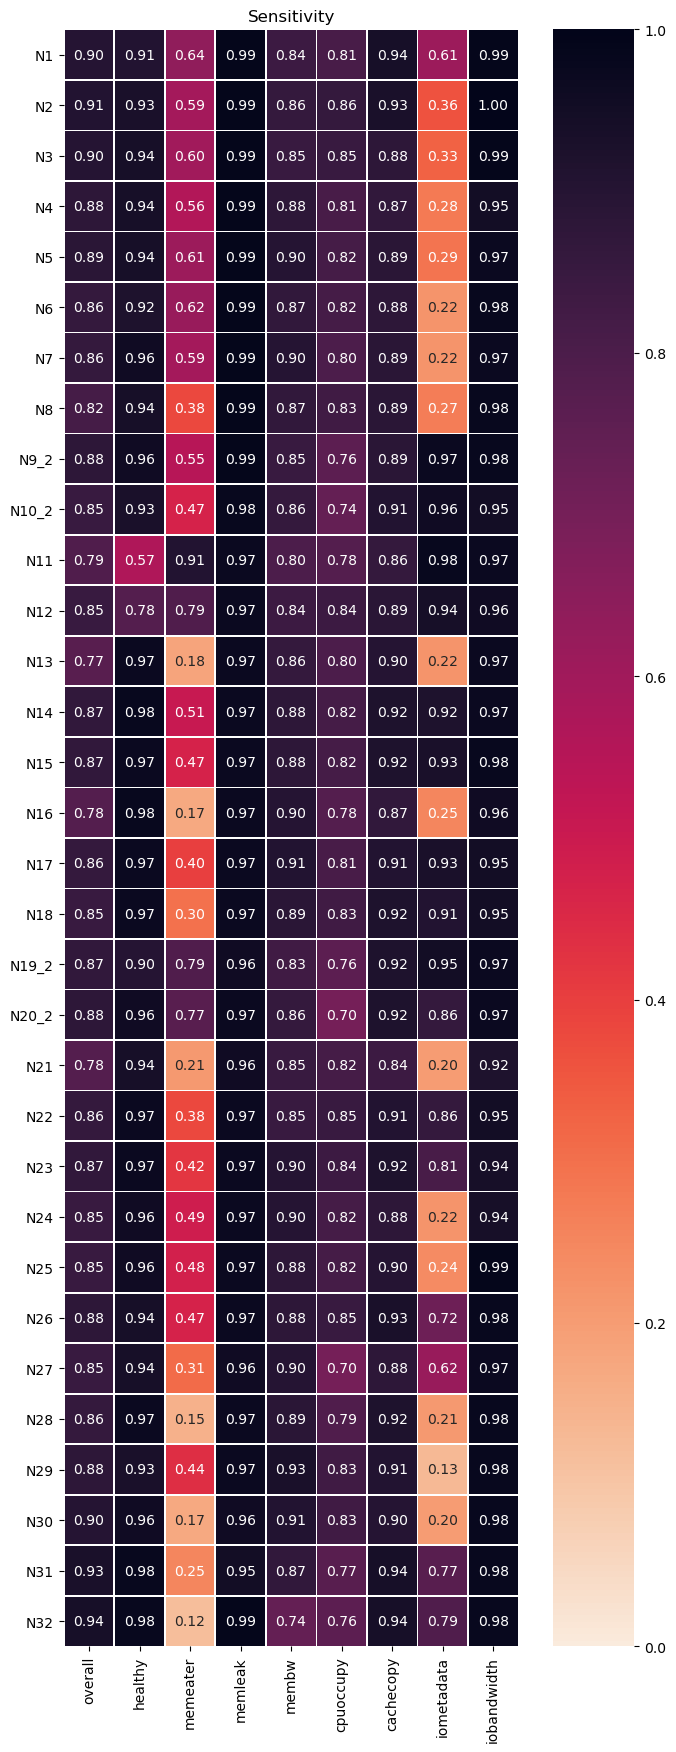 Sensitivity
N1 0.90 0.91 0.64 0.99 0.84 0.81 0.94 0.61 0.99
N2 0.91 0.93 0.59 0.99 0.86 0.86 0.93 0.36 1.00
N3 0.90 0.94 0.60 0.99 0.85 0.85 0.88 0.33 0.99
N4 0.88 0.94 0.56 0.99 0.88 0.81 0.87 0.28 0.95
N5 0.89 0.94 0.61 0.99 0.90 0.82 0.89 0.29 0.97
N6 0.86 0.92 0.62 0.99 0.87 0.82 0.88 0.22 0.98
N7 0.86 0.96 0.59 0.99 0.90 0.80 0.89 0.22 0.97
N8 0.82 0.94 0.38 0.99 0.87 0.83 0.89 0.27 0.98
N9_2 0.88 0.96 0.55 0.99 0.85 0.76 0.89 0.97 0.98
N10_2 0.85 0.93 0.47 0.98 0.86 0.74 0.91 0.96 0.95
N11 0.79 0.57 0.91 0.97 0.80 0.78 0.86 0.98 0.97
N12 0.85 0.78 0.79 0.97 0.84 0.84 0.89 0.94 0.96
N13 0.77 0.97 0.18 0.97 0.86 0.80 0.90 0.22 0.97
N14 0.87 0.98 0.51 0.97 0.88 0.82 0.92 0.92 0.97
N15 0.87 0.97 0.47 0.97 0.88 0.82 0.92 0.93 0.98
N16 0.78 0.98 0.17 0.97 0.90 0.78 0.87 0.25 0.96
N17 0.86 0.97 0.40 0.97 0.91 0.81 0.91 0.93 0.95
N18 0.85 0.97 0.30 0.97 0.89 0.83 0.92 0.91 0.95
N19_2 0.87 0.90 0.79 0.96 0.83 0.76 0.92 0.95 0.97
N20_2 0.88 0.96 0.77 0.97 0.86 0.70 0.92 0.86 0.97
N21 0.78 0.94 0.21 0.96 0.85 0.82 0.84 0.20 0.92
N22 0.86 0.97 0.38 0.97 0.85 0.85 0.91 0.86 0.95
N23 0.87 0.97 0.42 0.97 0.90 0.84 0.92 0.81 0.94
N24 0.85 0.96 0.49 0.97 0.90 0.82 0.88 0.22 0.94
N25 0.85 0.96 0.48 0.97 0.88 0.82 0.90 0.24 0.99
N26 0.88 0.94 0.47 0.97 0.88 0.85 0.93 0.72 0.98
N27 0.85 0.94 0.31 0.96 0.90 0.70 0.88 0.62 0.97
N28 0.86 0.97 0.15 0.97 0.89 0.79 0.92 0.21 0.98
N29 0.88 0.93 0.44 0.97 0.93 0.83 0.91 0.13 0.98
N30 0.90 0.96 0.17 0.96 0.91 0.83 0.90 0.20 0.98
N31 0.93 0.98 0.25 0.95 0.87 0.77 0.94 0.77 0.98
N32 0.94 0.98 0.12 0.99 0.74 0.76 0.94 0.79 0.98
overall
healthy
memeater
memleak
membw
cpuoccupy
cachecopy
iometadata
iobandwidth
1.0
0.8
0.6
0.4
0.2
0.0